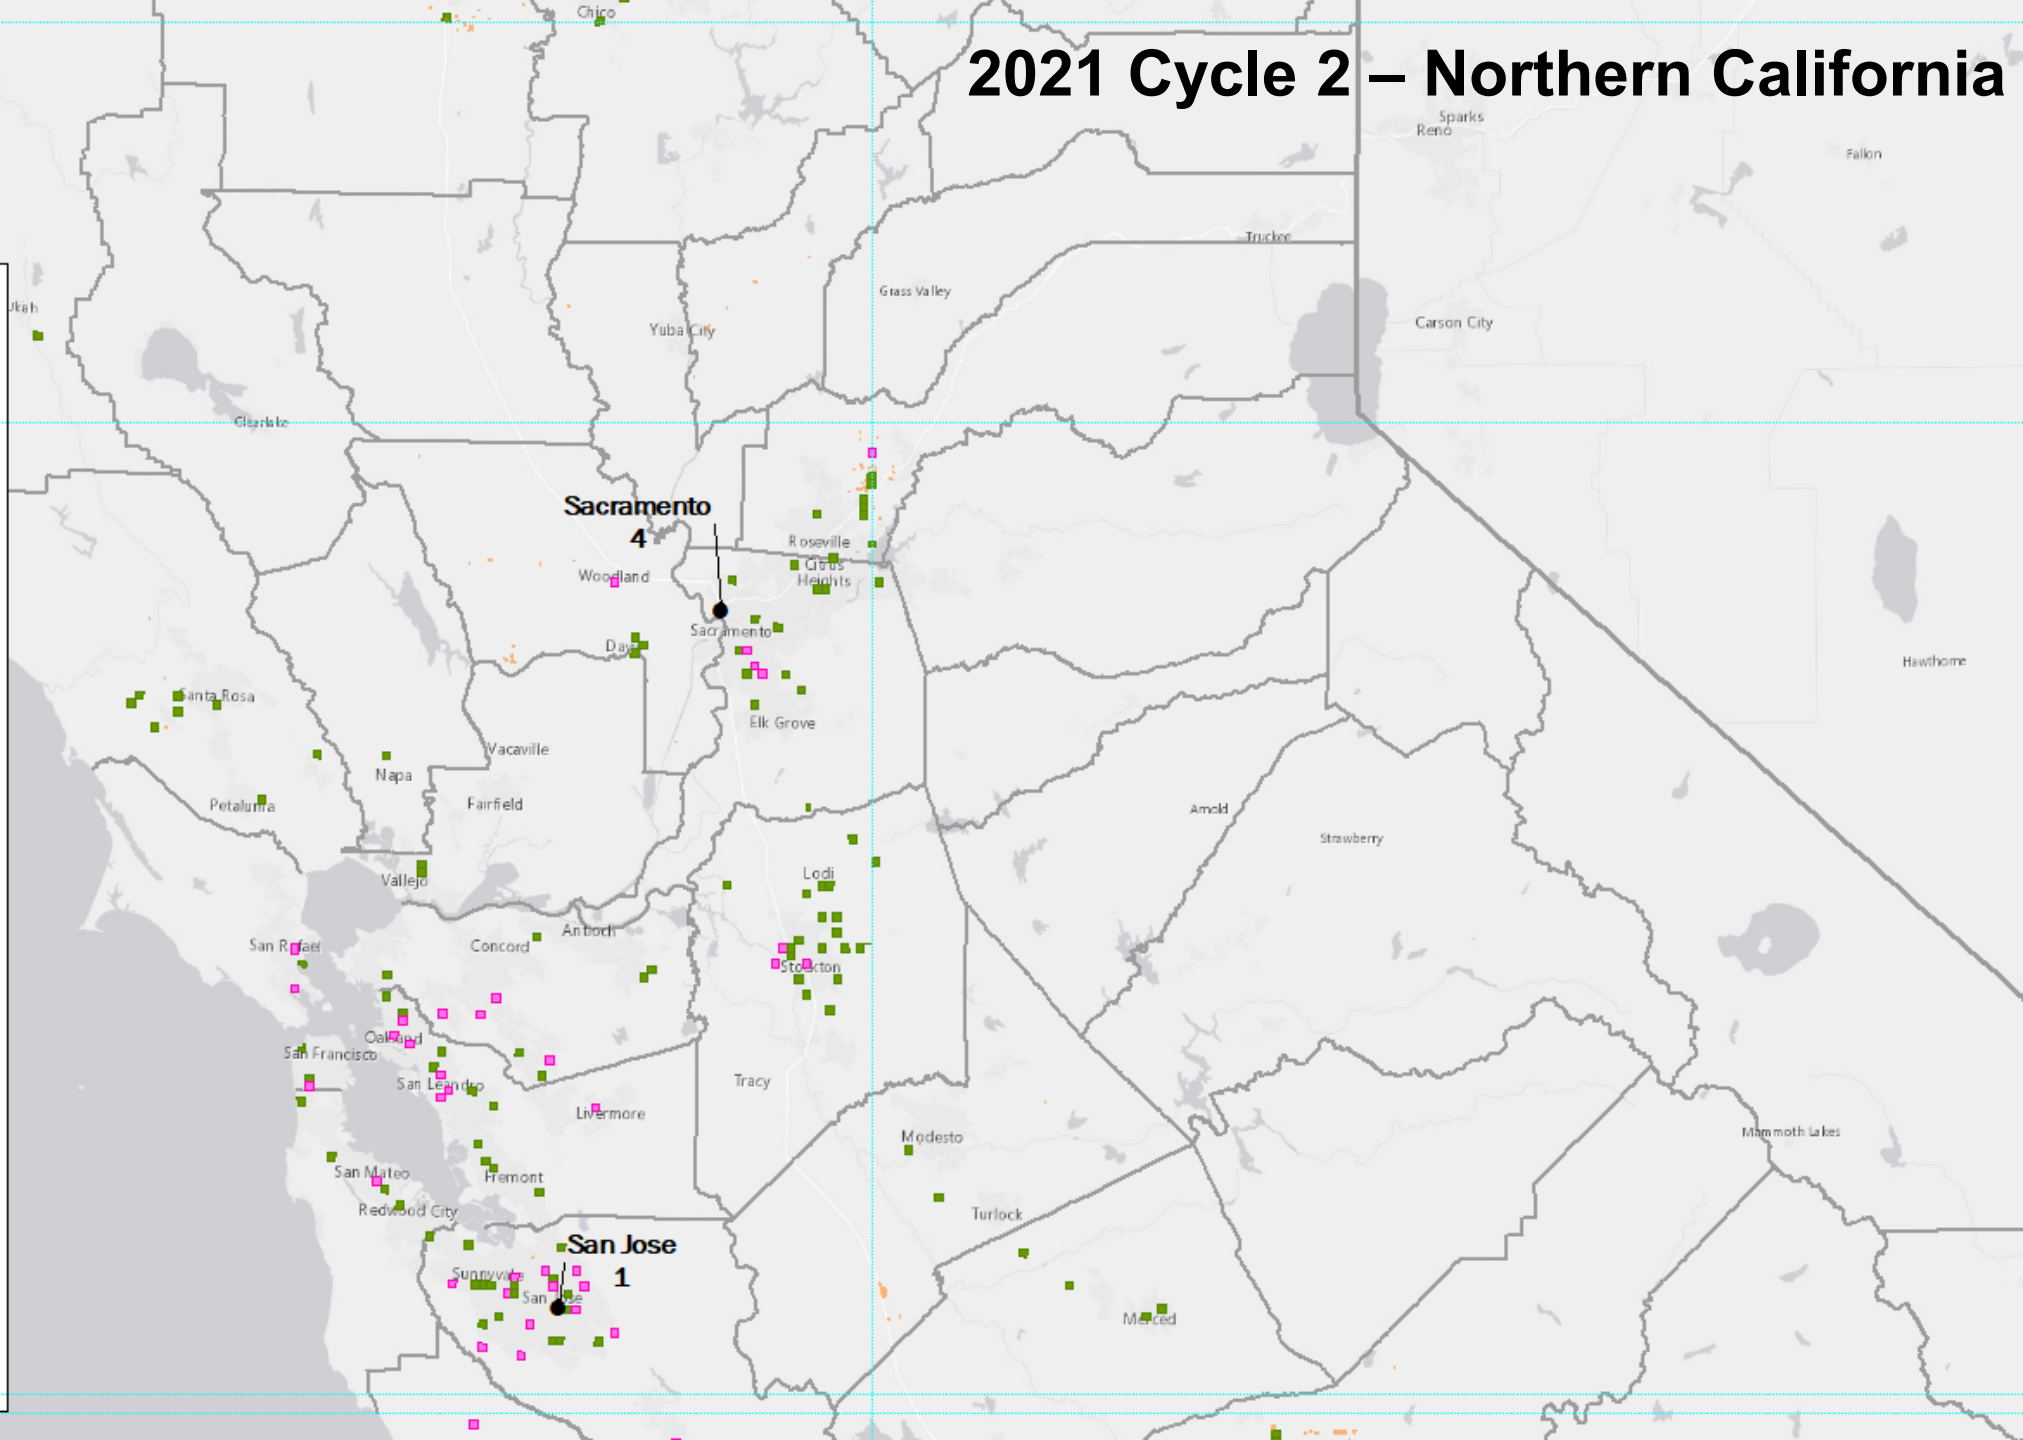 Chico
2021 Cycle 2 – Northern California
Sparks
Reno
Fallon
Truckee
Grass Valley
Ukah
Yuba City
Carson City
Clearlake
Sacramento
4
Roseville
Citrus
Heights
Woodland
Sacramento
Davis
Hawthorne
Santa Rosa
Elk Grove
Vacaville
Napa
Petaluma
Fairfield
Arnold
Strawberry
Lodi
Vallejo
Antioch
San Rafael
Concord
Stockton
Oakland
San Francisco
Tracy
San Leandro
Livermore
Modesto
Mammoth Lakes
San Mateo
Fremont
Redwood City
Turlock
San Jose
1
Sunnyvale
San Jose
Merced